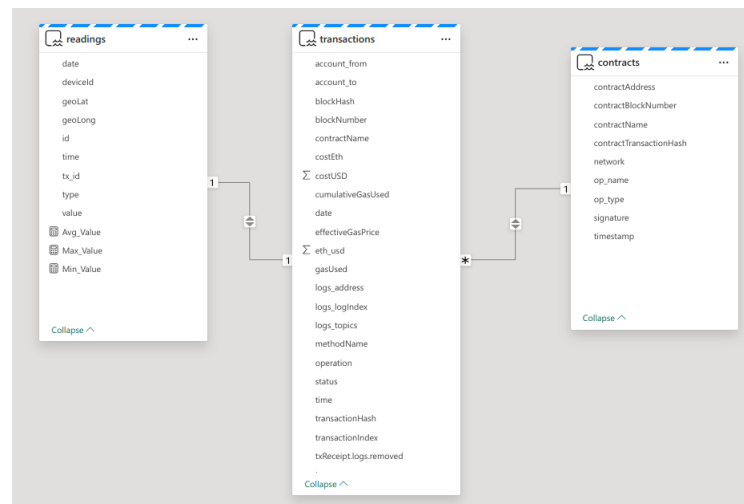 readings
...
date
deviceId
geoLat
geoLong
id
time
tx_id
type
value
Avg_Value
Max_Value
Min_Value
Collapse
1
1
transactions
...
account_from
account_to
blockHash
blockNumber
contractName
costEth
∑ costUSD
cumulativeGasUsed
date
effectiveGasPrice
∑ eth_usd
gasUsed
logs_address
logs_logIndex
logs_topics
methodName
operation
status
time
transactionHash
transactionIndex
txReceipt.logs.removed
Collapse
*
1
contracts
...
contractAddress
contractBlockNumber
contractName
contractTransactionHash
network
op_name
op_type
signature
timestamp
Collapse